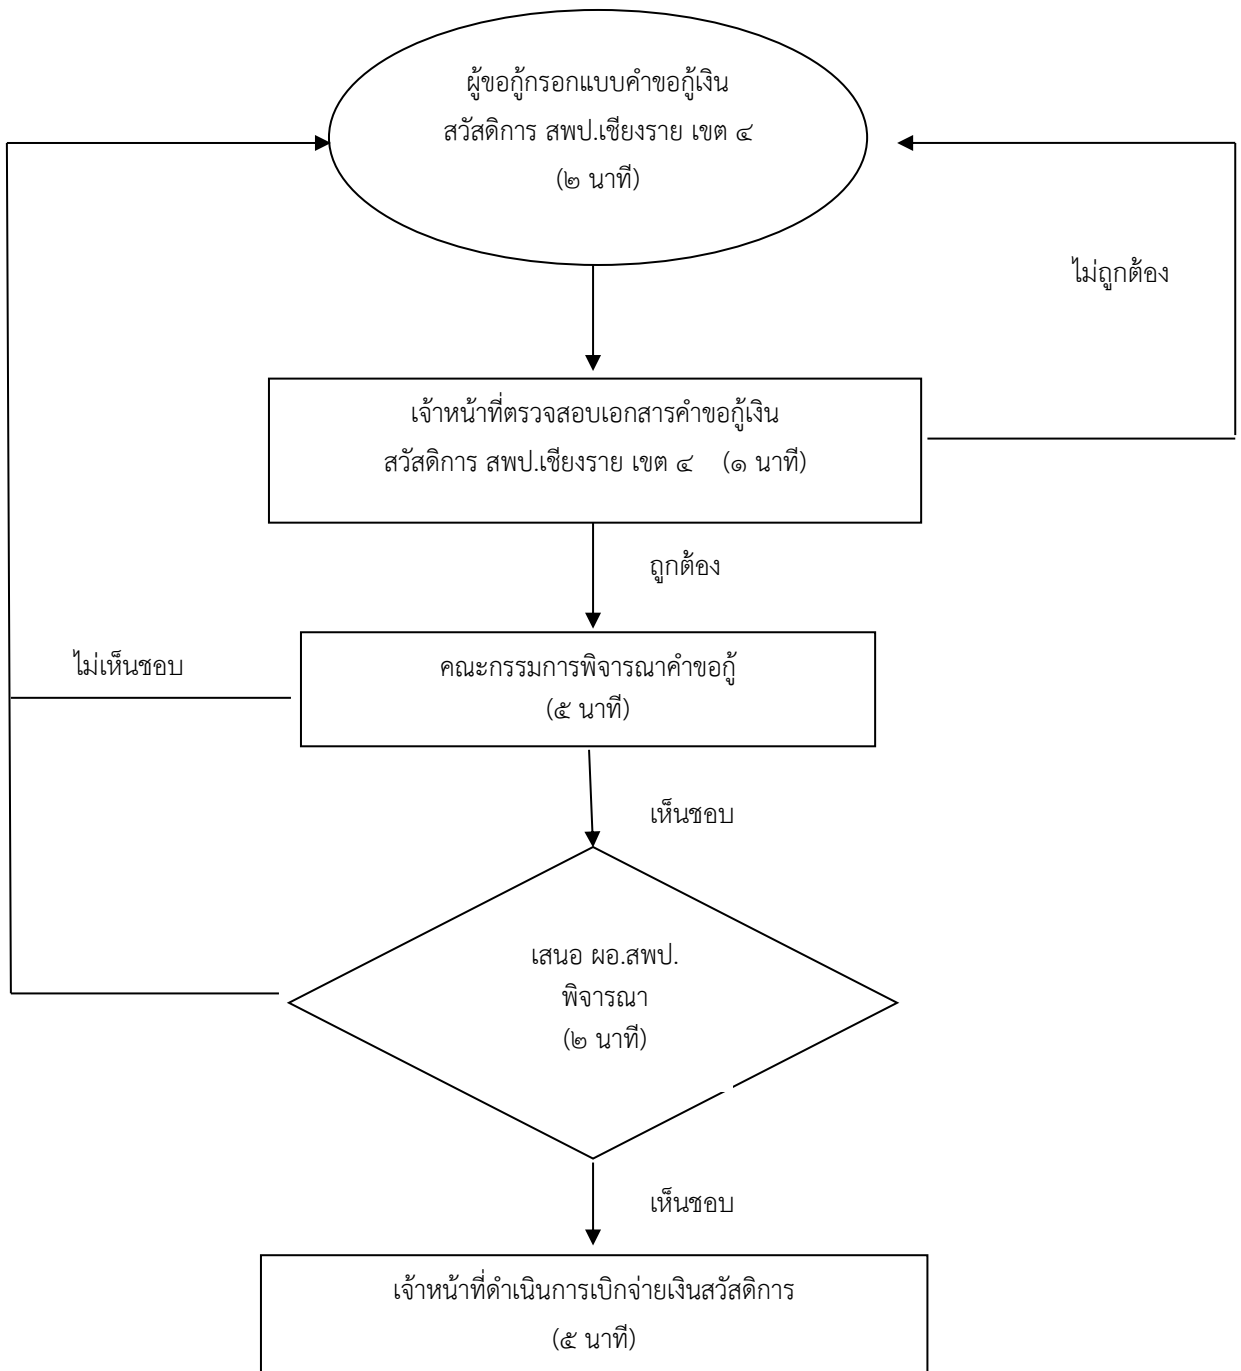 ผู้ขอกู้กรอกแบบคำขอกู้เงิน
สวัสดิการ สพป.เชียงราย เขต ๔
(๒ นาที)
ไม่ถูกต้อง
เจ้าหน้าที่ตรวจสอบเอกสารคำขอกู้เงิน
สวัสดิการ สพป.เชียงราย เขต ๔ (๑ นาที)
ถูกต้อง
ไม่เห็นชอบ
คณะกรรมการพิจารณาคำขอกู้
(๕ นาที)
เห็นชอบ
เสนอ ผอ.สพป.
พิจารณา
(๒ นาที)
เห็นชอบ
เจ้าหน้าที่ดำเนินการเบิกจ่ายเงินสวัสดิการ
(๕ นาที)